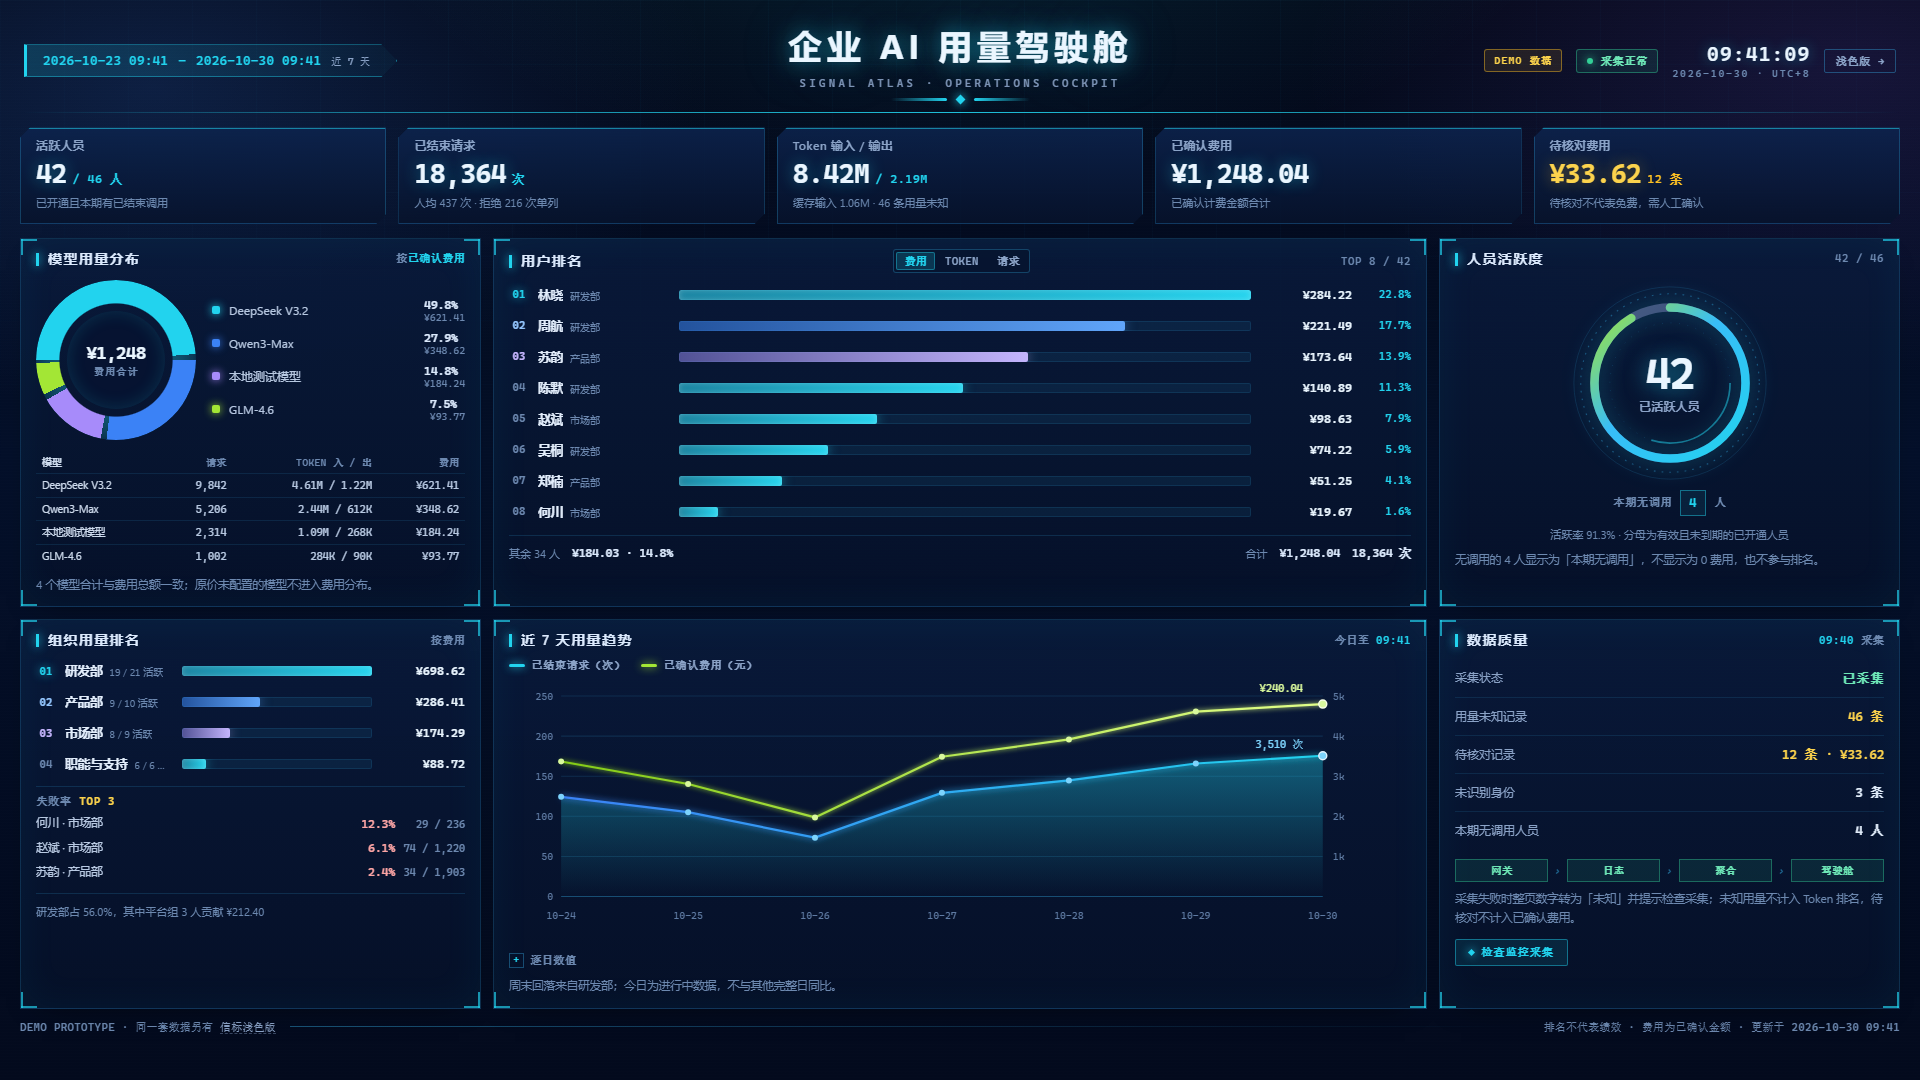 2026-10-23 09:41 — 2026-10-30 09:41 近 7 天
企业 AI 用量驾驶舱
SIGNAL ATLAS · OPERATIONS COCKPIT
DEMO 数据
采集正常
09:41:09
2026-10-30 · UTC+8
浅色版 →
活跃人员
42 / 46 人
已开通且本期有已结束调用
已结束请求
18,364 次
人均 437 次 · 拒绝 216 次单列
Token 输入 / 输出
8.42M / 2.19M
缓存输入 1.06M · 46 条用量未知
已确认费用
¥1,248.04
已确认计费金额合计
待核对费用
¥33.62 12 条
待核对不代表免费，需人工确认
模型用量分布
按已确认费用
¥1,248
费用合计
DeepSeek V3.2 49.8%
¥621.41
Qwen3-Max 27.9%
¥348.62
本地测试模型 14.8%
¥184.24
GLM-4.6 7.5%
¥93.77
模型 请求 TOKEN 入 / 出 费用
DeepSeek V3.2 9,842 4.61M / 1.22M ¥621.41
Qwen3-Max 5,206 2.44M / 612K ¥348.62
本地测试模型 2,314 1.09M / 268K ¥184.24
GLM-4.6 1,002 284K / 90K ¥93.77
4 个模型合计与费用总额一致；原价未配置的模型不进入费用分布。
用户排名
费用 TOKEN 请求
TOP 8 / 42
01 林晓 研发部 ¥284.22 22.8%
02 周航 研发部 ¥221.49 17.7%
03 苏韵 产品部 ¥173.64 13.9%
04 陈默 研发部 ¥140.89 11.3%
05 赵斌 市场部 ¥98.63 7.9%
06 吴桐 研发部 ¥74.22 5.9%
07 郑楠 产品部 ¥51.25 4.1%
08 何川 市场部 ¥19.67 1.6%
其余 34 人 ¥184.03 · 14.8%
合计 ¥1,248.04 18,364 次
人员活跃度
42 / 46
42
已活跃人员
本期无调用 4 人
活跃率 91.3% · 分母为有效且未到期的已开通人员
无调用的 4 人显示为「本期无调用」，不显示为 0 费用，也不参与排名。
组织用量排名
按费用
01 研发部 19 / 21 活跃 ¥698.62
02 产品部 9 / 10 活跃 ¥286.41
03 市场部 8 / 9 活跃 ¥174.29
04 职能与支持 6 / 6 ... ¥88.72
失败率 TOP 3
何川 · 市场部 12.3% 29 / 236
赵斌 · 市场部 6.1% 74 / 1,220
苏韵 · 产品部 2.4% 34 / 1,903
研发部占 56.0%，其中平台组 3 人贡献 ¥212.40
近 7 天用量趋势
今日至 09:41
已结束请求（次） 已确认费用（元）
250
200
150
100
50
0
¥240.04
3,510 次
5k
4k
3k
2k
1k
10-24 10-25 10-26 10-27 10-28 10-29 10-30
+ 逐日数值
周末回落来自研发部；今日为进行中数据，不与其他完整日同比。
数据质量
09:40 采集
采集状态 已采集
用量未知记录 46 条
待核对记录 12 条 · ¥33.62
未识别身份 3 条
本期无调用人员 4 人
网关 › 日志 › 聚合 › 驾驶舱
采集失败时整页数字转为「未知」并提示检查采集；未知用量不计入 Token 排名，待
核对不计入已确认费用。
◆ 检查监控采集
DEMO PROTOTYPE · 同一套数据另有 信标浅色版
排名不代表绩效 · 费用为已确认金额 · 更新于 2026-10-30 09:41